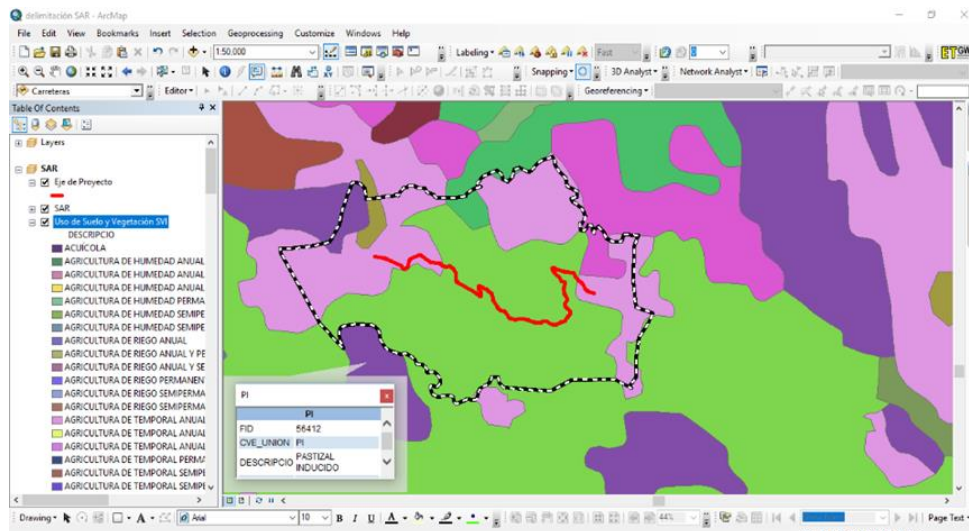 delimitación SAR - ArcMap
File Edit View Bookmarks Insert Selection Geoprocessing Customize Windows Help
1:50,000 Labeling Fast 0 ET GW
Snapping 3D Analyst Network Analyst
Carreteras Editor Georeferencing
Table Of Contents
Layers
SAR
Eje de Proyecto
SAR
Uso de Suelo y Vegetación SVI
DESCRIPCIO
ACUÍCOLA
AGRICULTURA DE HUMEDAD ANUAL
AGRICULTURA DE HUMEDAD ANUAL
AGRICULTURA DE HUMEDAD ANUAL
AGRICULTURA DE HUMEDAD PERMA
AGRICULTURA DE HUMEDAD SEMIPE
AGRICULTURA DE HUMEDAD SEMIPE
AGRICULTURA DE RIEGO ANUAL
AGRICULTURA DE RIEGO ANUAL Y PE
AGRICULTURA DE RIEGO ANUAL Y SE
AGRICULTURA DE RIEGO PERMANEN
AGRICULTURA DE RIEGO SEMIPERMA
AGRICULTURA DE RIEGO SEMIPERMA
AGRICULTURA DE TEMPORAL ANUAL
AGRICULTURA DE TEMPORAL ANUAL
AGRICULTURA DE TEMPORAL ANUAL
AGRICULTURA DE TEMPORAL PERMA
AGRICULTURA DE TEMPORAL SEMIPE
AGRICULTURA DE TEMPORAL SEMIPE
PI
PI
FID 56412
CVE_UNION PI
DESCRIPCIO PASTIZAL
INDUCIDO
Drawing A Arial 10 B I U A 44% Page Text